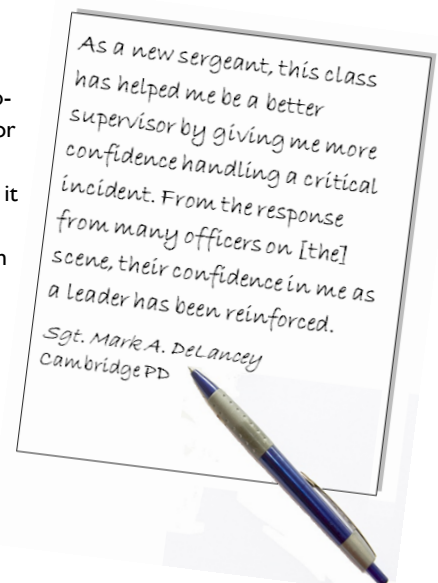 o-
or
it
n
As a new sergeant, this class
has helped me be a better
supervisor by giving me more
confidence handling a critical
incident. From the response
from many officers on [the]
scene, their confidence in me as
a leader has been reinforced.
Sgt. Mark A. DeLancey
Cambridge PD